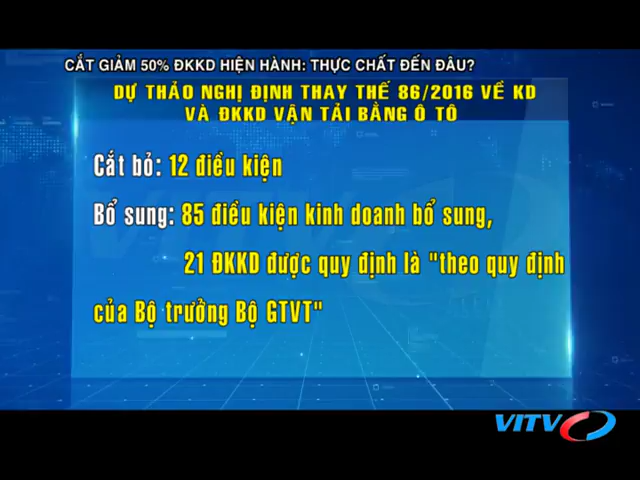 CẮT GIẢM 50% ĐKKD HIỆN HÀNH: THỰC CHẤT ĐẾN ĐÂU?
DỰ THẢO NGHỊ ĐỊNH THAY THẾ 86/2016 VỀ KD
VÀ ĐKKD VẬN TẢI BẰNG Ô TÔ
Cắt bỏ: 12 điều kiện
Bổ sung: 85 điều kiện kinh doanh bổ sung,
21 ĐKKD được quy định là "theo quy định
của Bộ trưởng Bộ GTVT"
VITV